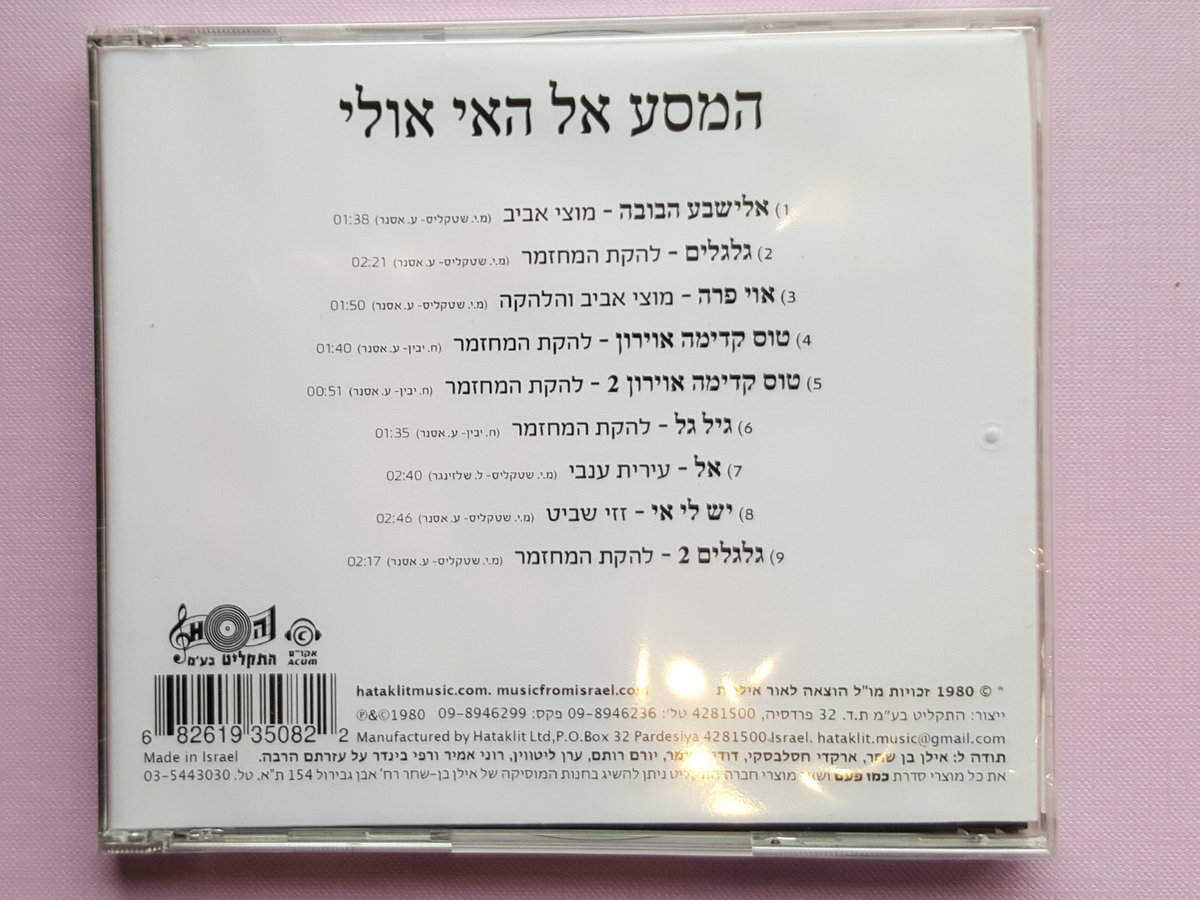 המסע אל האי אולי
1) אלישבע הבובה - מוצי אביב (מ.י. שטקליס- ע. אסנר) 01:38
2) גלגלים - להקת המחזמר (מ.י. שטקליס- ע. אסנר) 02:21
3) אוי פרה - מוצי אביב והלהקה (מ.י. שטקליס- ע. אסנר) 01:50
4) טוס קדימה אוירון - להקת המחזמר (ח. יבין- ע. אסנר) 01:40
5) טוס קדימה אוירון 2 - להקת המחזמר (ח. יבין- ע. אסנר) 00:51
6) גיל גל - להקת המחזמר (ח. יבין- ע. אסנר) 01:35
7) אל - עירית ענבי (מ.י. שטקליס- ל. שלזינגר) 02:40
8) יש לי אי - זזי שביט (מ.י. שטקליס- ע. אסנר) 02:46
9) גלגלים 2 - להקת המחזמר (מ.י. שטקליס- ע. אסנר) 02:17
התקליט בע"מ
אקו"ם
ACUM
* © 1980 זכויות מו"ל הוצאה לאור hataklitmusic.com. musicfromisrael.com
ייצור: התקליט בע"מ ת.ד. 32 פרדסיה, 4281500 טל': 09-8946236 פקס: 09-8946299 ℗&©1980
Manufactured by Hataklit Ltd,P.O.Box 32 Pardesiya 4281500 Israel. hataklit.music@gmail.com
6 82619 35082 2
Made in Israel
תודה ל: אילן בן שחר, ארקדי חסלבסקי, יורם רותם, ערן ליטווין, רוני אמיר ורפי בינדר על עזרתם הרבה.
את כל מוצרי סדרת כמו פעם ושאר מוצרי חברת התקליט ניתן להשיג בחנות המוסיקה של אילן בן-שחר רח' אבן גבירול 154 ת"א. טל. 03-5443030